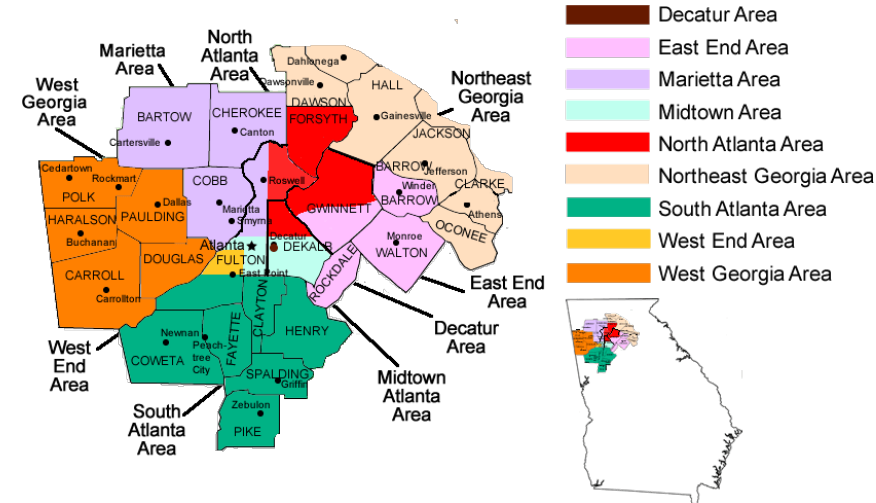 Marietta
Area
North
Atlanta
Area
West
Georgia
Area
Northeast
Georgia
Area
Dahlonega
Dawsonville
DAWSON
HALL
Gainesville
BARTOW
Cartersville
CHEROKEE
Canton
FORSYTH
JACKSON
Jefferson
BARROW
Winder
BARROW
CLARKE
Athens
OCONEE
Cedartown
Rockmart
POLK
HARALSON
Buchanan
PAULDING
Dallas
COBB
Marietta
Smyrna
Roswell
GWINNETT
Monroe
WALTON
DOUGLAS
Atlanta
FULTON
East Point
Decatur
DEKALB
ROCKDALE
CARROLL
Carrollton
CLAYTON
HENRY
FAYETTE
Newnan
COWETA
Peach-
tree
City
SPALDING
Griffin
Zebulon
PIKE
East End
Area
Decatur
Area
Midtown
Atlanta
Area
West
End
Area
South
Atlanta
Area
Decatur Area
East End Area
Marietta Area
Midtown Area
North Atlanta Area
Northeast Georgia Area
South Atlanta Area
West End Area
West Georgia Area